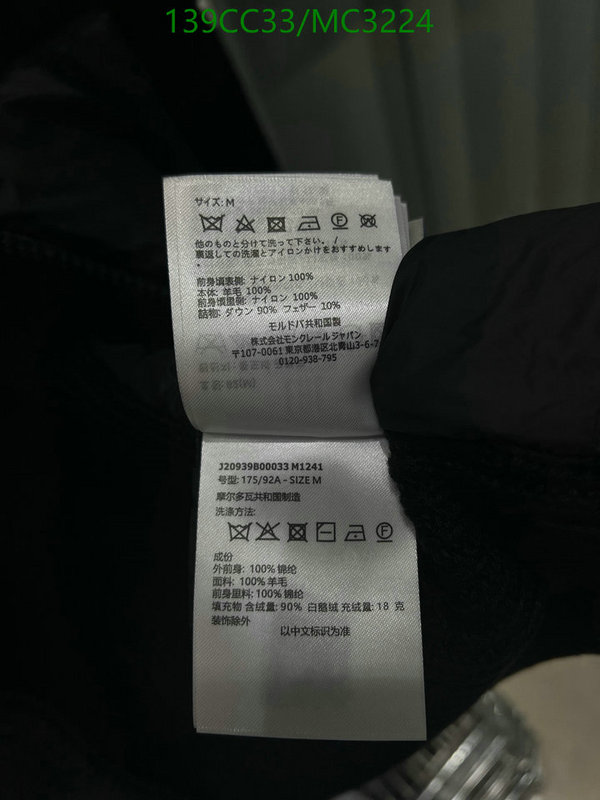 139CC33/MC3224
サイズ: M
他のものと分けて洗って下さい。
裏返しての洗濯とアイロンかけをおすすめします
.
前身頃表側: ナイロン 100%
本体: 羊毛 100%
前身頃里側: ナイロン 100%
詰物: ダウン 90% フェザー 10%
モルドバ共和国製
株式会社モンクレールジャパン
〒107-0061 東京都港区北青山3-6-7
0120-938-795
J20939B00033 M1241
号型: 175/92A - SIZE M
摩尔多瓦共和国制造
洗涤方法:
成份
外前身: 100% 锦纶
面料: 100% 羊毛
前身里料: 100% 锦纶
填充物 含绒量: 90% 白鹅绒 充绒量: 18 克
装饰除外
以中文标识为准